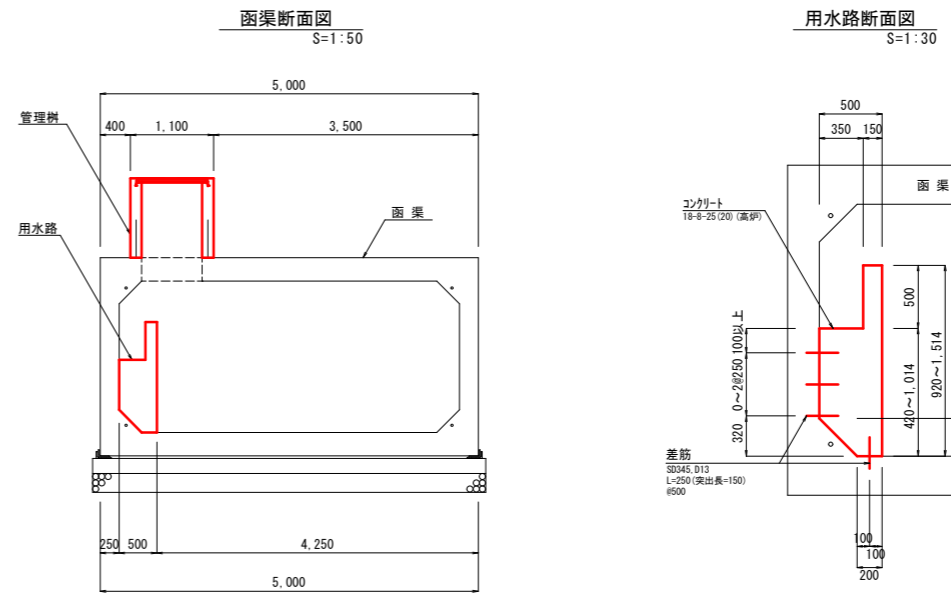 函渠断面図
S=1:50
5,000
400
1,100
3,500
管理桝
用水路
函 渠
250
500
4,250
5,000
用水路断面図
S=1:30
500
350
150
函 渠
コンクリート
18-8-25(20)(高炉)
500
100以上
0～2@250
320
420～1,014
920～1,514
差筋
SD345,D13
L=250(突出長=150)
@500
100
100
200